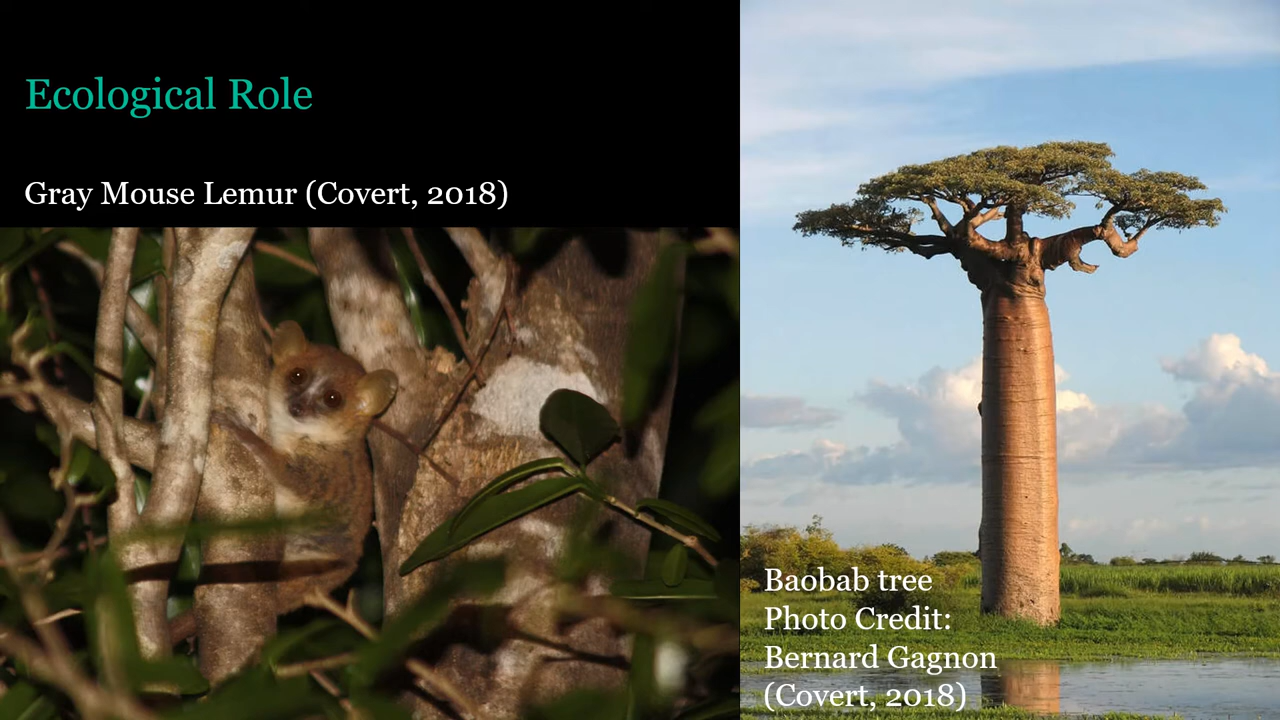 Ecological Role
Gray Mouse Lemur (Covert, 2018)
Baobab tree
Photo Credit:
Bernard Gagnon
(Covert, 2018)